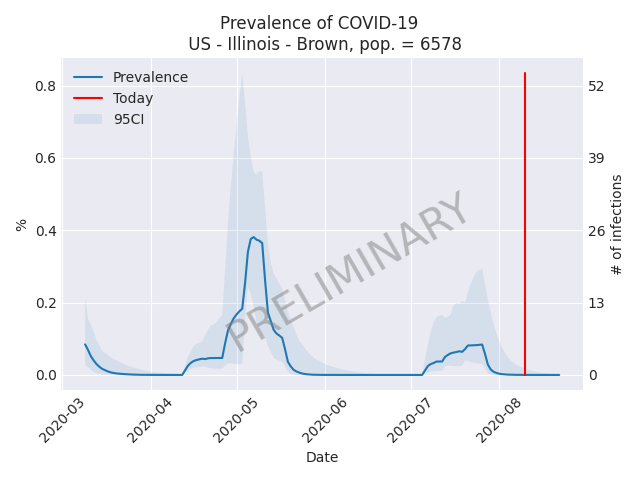 Prevalence of COVID-19
US - Illinois - Brown, pop. = 6578
Prevalence
Today
95CI
0.8
0.6
0.4
0.2
0.0
%
52
39
26
13
0
# of infections
PRELIMINARY
2020-03
2020-04
2020-05
2020-06
2020-07
2020-08
Date